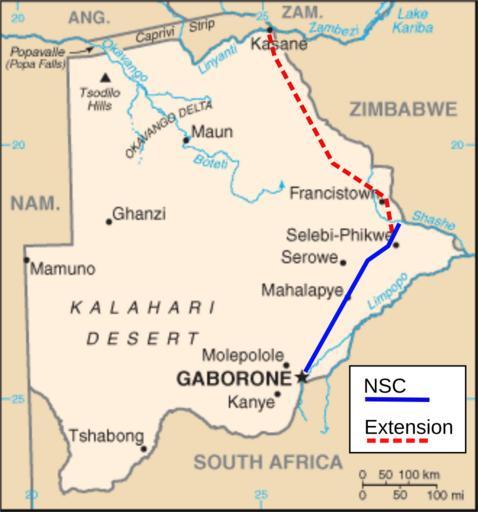 20
ANG.
25
ZAM.
Lake
Kariba
Zambezi
Caprivi Strip
Popavalle
(Popa Falls)
Okavango
Linyanti
Kasane
Tsodilo
Hills
OKAVANGO DELTA
ZIMBABWE
20
Maun
20
Boteti
Francistown
NAM.
Ghanzi
Shashe
Selebi-Phikwe
Serowe
Mamuno
Mahalapye
Limpopo
KALAHARI
DESERT
Molepolole
GABORONE
Kanye
25
25
NSC
Extension
Tshabong
SOUTH AFRICA
0 50 100 km
0 50 100 mi
20
25